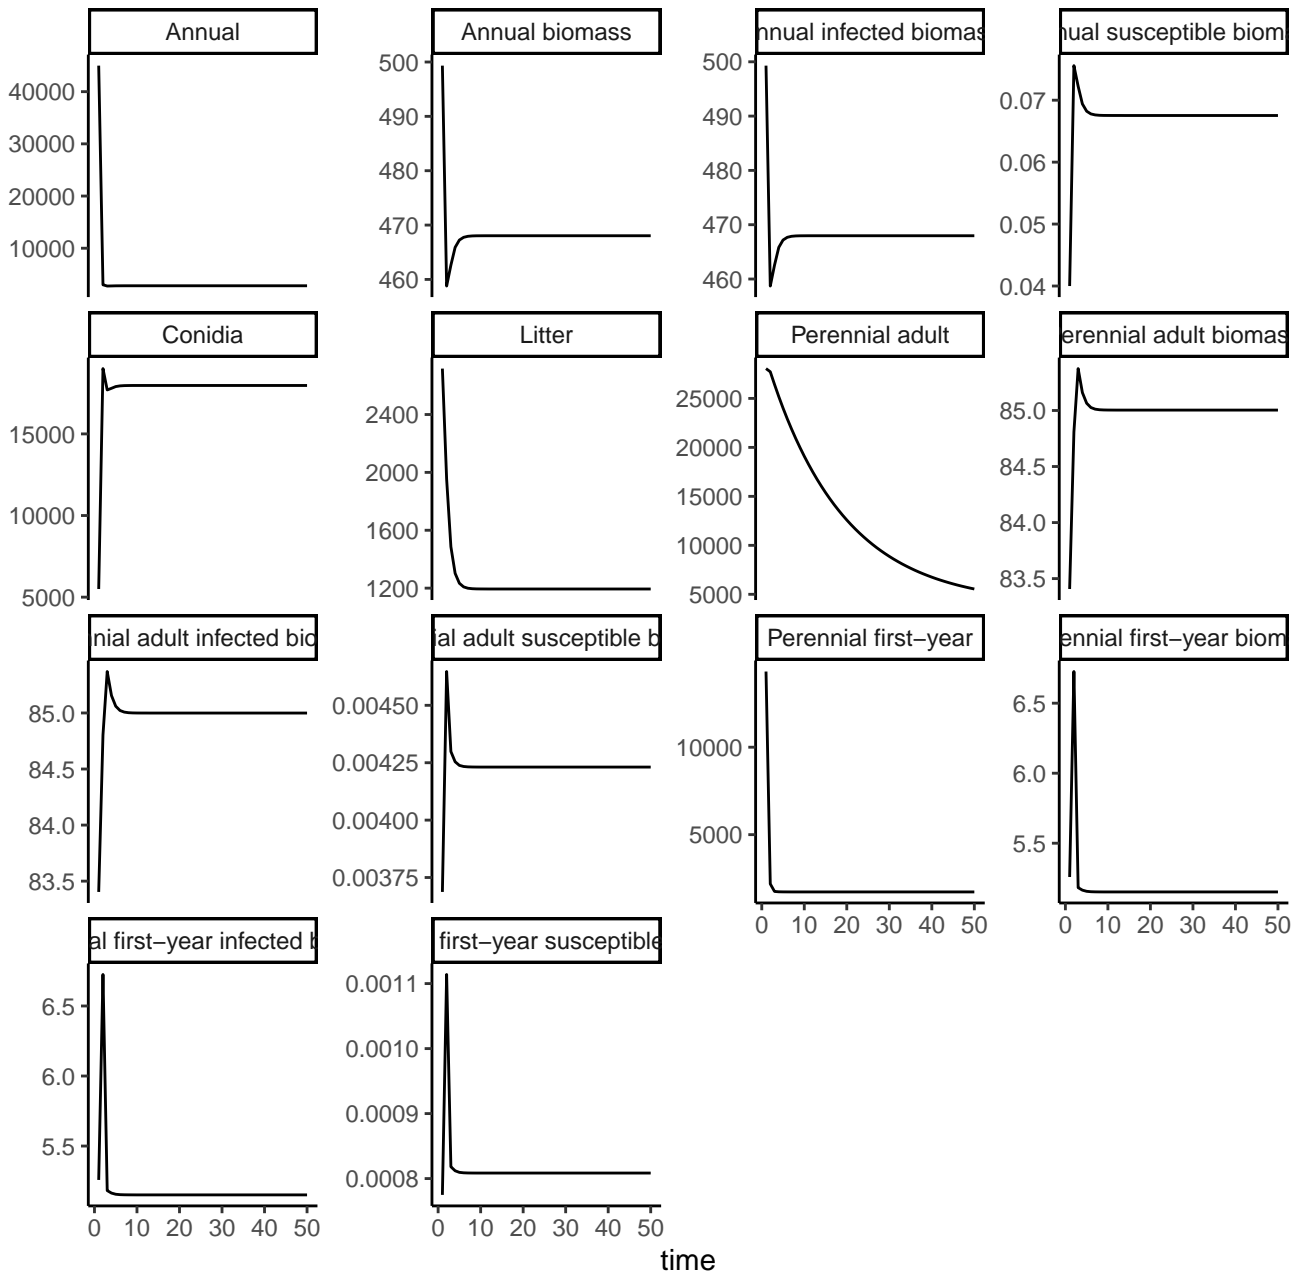 Annual
Annual biomass
nnual infected biomas
nual susceptible biom
40000
30000
20000
10000
500
490
480
470
460
500
490
480
470
460
0.07
0.06
0.05
0.04
Conidia
Litter
Perennial adult
erennial adult biomas
15000
10000
5000
2400
2000
1600
1200
25000
20000
15000
10000
5000
85.0
84.5
84.0
83.5
nial adult infected bio
ial adult susceptible b
Perennial first−year
ennial first−year biom
85.0
84.5
84.0
83.5
0.00450
0.00425
0.00400
0.00375
10000
5000
6.5
6.0
5.5
0 10 20 30 40 50
0 10 20 30 40 50
al first−year infected b
first−year susceptible
6.5
6.0
5.5
0.0011
0.0010
0.0009
0.0008
0 10 20 30 40 50
0 10 20 30 40 50
time